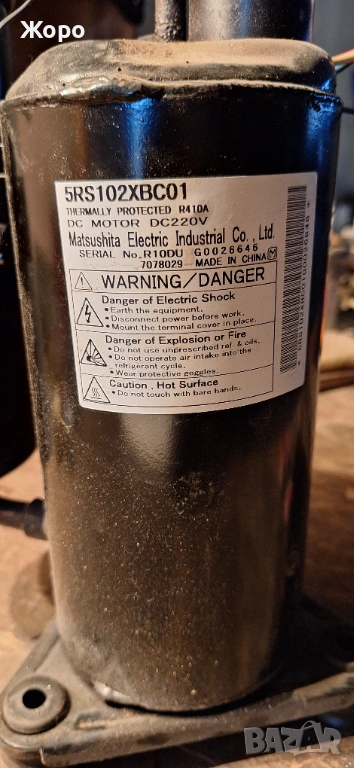 Жоро
5RS102XBC01
THERMALLY PROTECTED R410A
DC MOTOR DC220V
Matsushita Electric Industrial Co., Ltd.
SERIAL No.R10DU G0026646
7078029 MADE IN CHINA M
WARNING/DANGER
Danger of Electric Shock
• Earth the equipment.
• Disconnect power before work.
• Mount the terminal cover in place.
Danger of Explosion or Fire
• Do not use unprescribed ref. & oils.
• Do not operate air intake into the
refrigerant cycle.
• Wear protective goggles.
Caution, Hot Surface
• Do not touch with bare hands.
BAZAR